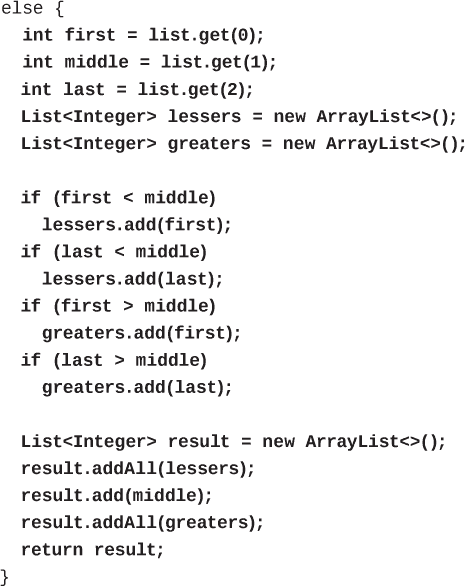 else {
  int first = list.get(0);
  int middle = list.get(1);
  int last = list.get(2);
  List<Integer> lessers = new ArrayList<>();
  List<Integer> greaters = new ArrayList<>();

  if (first < middle)
    lessers.add(first);
  if (last < middle)
    lessers.add(last);
  if (first > middle)
    greaters.add(first);
  if (last > middle)
    greaters.add(last);

  List<Integer> result = new ArrayList<>();
  result.addAll(lessers);
  result.add(middle);
  result.addAll(greaters);
  return result;
}